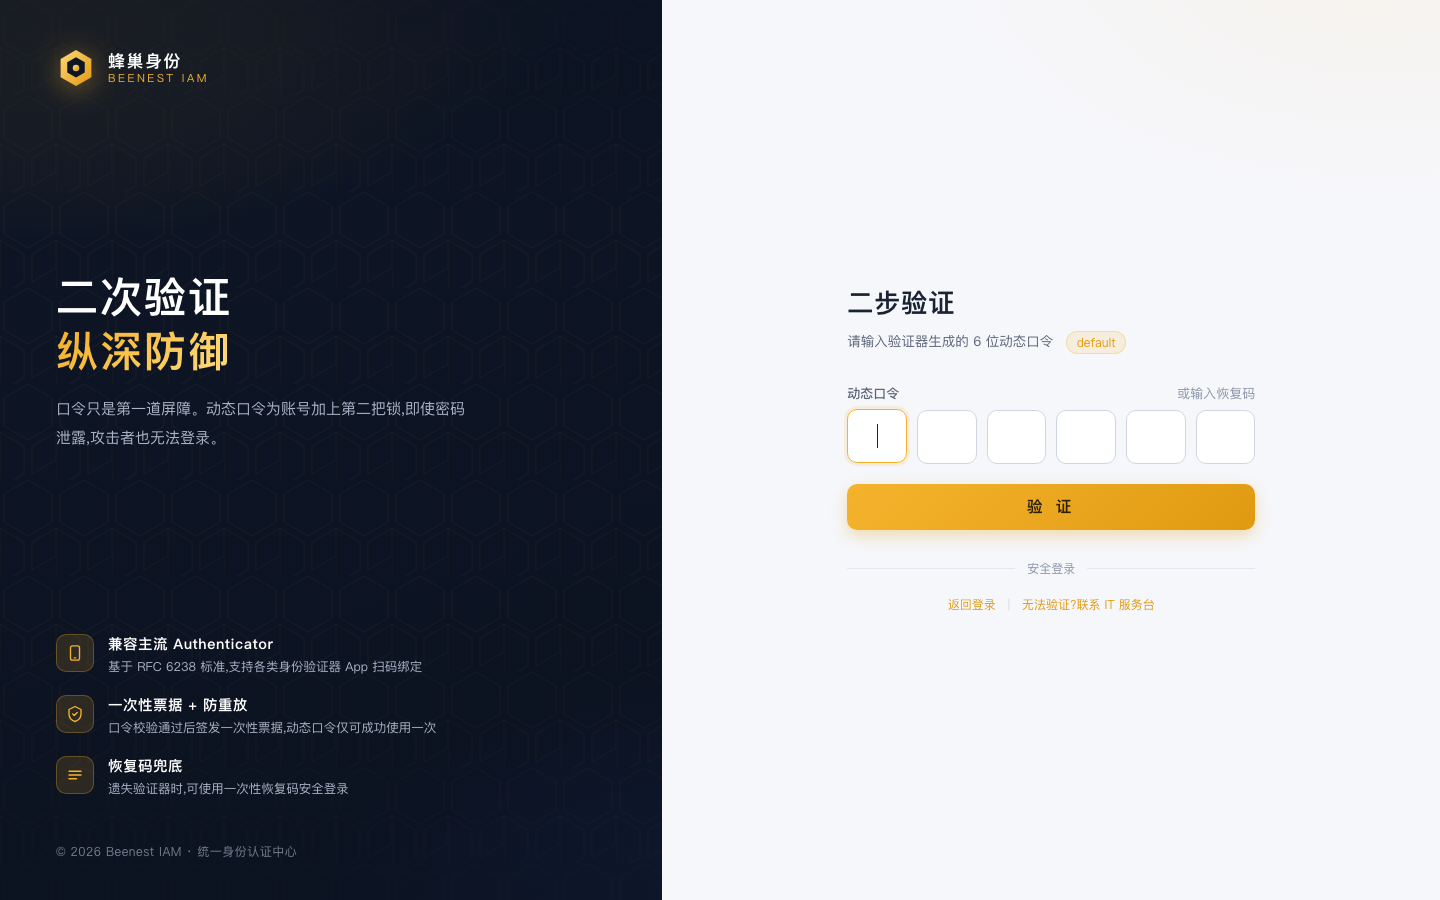 蜂巢身份
BEENEST IAM
二次验证
纵深防御
口令只是第一道屏障。动态口令为账号加上第二把锁,即使密码
泄露,攻击者也无法登录。
兼容主流 Authenticator
基于 RFC 6238 标准,支持各类身份验证器 App 扫码绑定
一次性票据 + 防重放
口令校验通过后签发一次性票据,动态口令仅可成功使用一次
恢复码兜底
遗失验证器时,可使用一次性恢复码安全登录
© 2026 Beenest IAM · 统一身份认证中心
二步验证
请输入验证器生成的 6 位动态口令 default
动态口令 或输入恢复码
验 证
安全登录
返回登录 | 无法验证?联系 IT 服务台